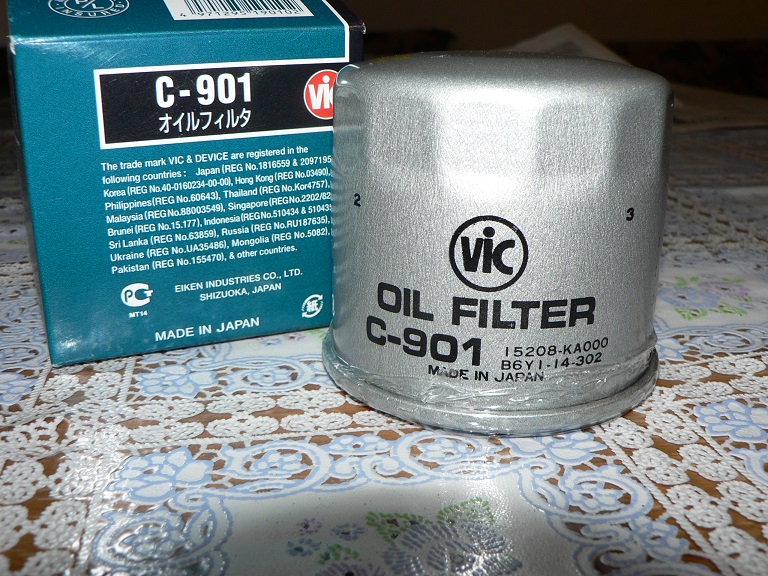 P/L
INSURED
4 971295 190102
C-901
オイルフィルタ
Vic
The trade mark VIC & DEVICE are registered in the
following countries : Japan (REG No.1816559 & 2097195
Korea (REG No.40-0160234-00-00), Hong Kong (REG No.03490),
Philippines(REG No.60643), Thailand (REG No.Kor4757),
Malaysia (REG No.88003549), Singapore(REG No.2202/82
Brunei (REG No.15.177), Indonesia(REG No.510434 & 51043
Sri Lanka (REG No.63859), Russia (REG No.RU187635),
Ukraine (REG No.UA35486), Mongolia (REG No.5082),
Pakistan (REG No.155470), & other countries.
EIKEN INDUSTRIES CO., LTD.
SHIZUOKA, JAPAN
MT14
紙
MADE IN JAPAN
2
3
Vic
OIL FILTER
C-901
15208-KA000
B6Y1-14-302
MADE IN JAPAN